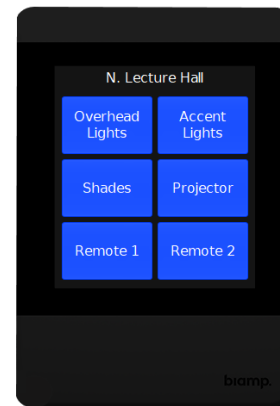 N. Lecture Hall
Overhead
Lights
Accent
Lights
Shades
Projector
Remote 1
Remote 2
biamp.